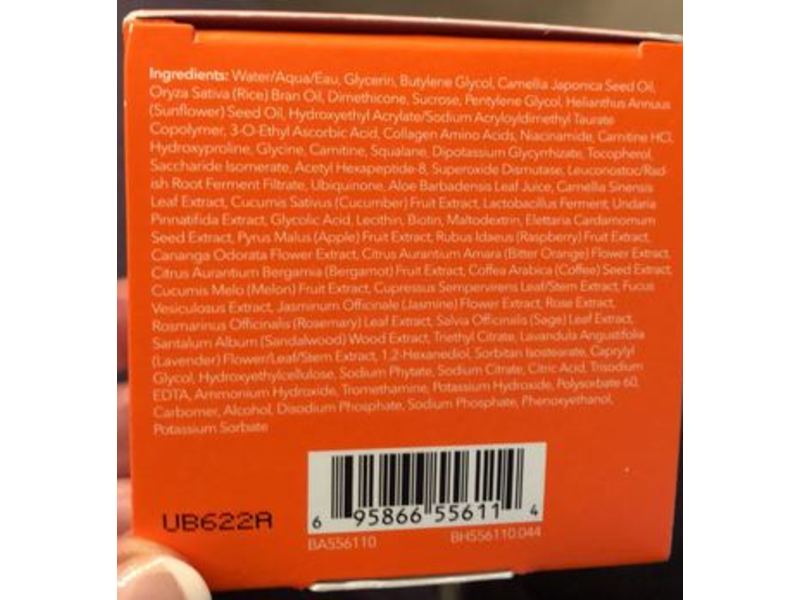 Ingredients: Water/Aqua/Eau, Glycerin, Butylene Glycol, Camellia Japonica Seed Oil,
Oryza Sativa (Rice) Bran Oil, Dimethicone, Sucrose, Pentylene Glycol, Helianthus Annuus
(Sunflower) Seed Oil, Hydroxyethyl Acrylate/Sodium Acryloyldimethyl Taurate
Copolymer, 3-O-Ethyl Ascorbic Acid, Collagen Amino Acids, Niacinamide, Carnitine HCl,
Hydroxyproline, Glycine, Carnitine, Squalane, Dipotassium Glycyrrhizate, Tocopherol,
Saccharide Isomerate, Acetyl Hexapeptide-8, Superoxide Dismutase, Leuconostoc/Rad-
ish Root Ferment Filtrate, Ubiquinone, Aloe Barbadensis Leaf Juice, Camellia Sinensis
Leaf Extract, Cucumis Sativus (Cucumber) Fruit Extract, Lactobacillus Ferment, Undaria
Pinnatifida Extract, Glycolic Acid, Lecithin, Biotin, Maltodextrin, Elettaria Cardamomum
Seed Extract, Pyrus Malus (Apple) Fruit Extract, Rubus Idaeus (Raspberry) Fruit Extract,
Cananga Odorata Flower Extract, Citrus Aurantium Amara (Bitter Orange) Flower Extract,
Citrus Aurantium Bergamia (Bergamot) Fruit Extract, Coffea Arabica (Coffee) Seed Extract,
Cucumis Melo (Melon) Fruit Extract, Cupressus Sempervirens Leaf/Stem Extract, Fucus
Vesiculosus Extract, Jasminum Officinale (Jasmine) Flower Extract, Rose Extract,
Rosmarinus Officinalis (Rosemary) Leaf Extract, Salvia Officinalis (Sage) Leaf Extract,
Santalum Album (Sandalwood) Wood Extract, Triethyl Citrate, Lavandula Angustifolia
(Lavender) Flower/Leaf/Stem Extract, 1,2-Hexanediol, Sorbitan Isostearate, Caprylyl
Glycol, Hydroxyethylcellulose, Sodium Phytate, Sodium Citrate, Citric Acid, Trisodium
EDTA, Ammonium Hydroxide, Tromethamine, Potassium Hydroxide, Polysorbate 60,
Carbomer, Alcohol, Disodium Phosphate, Sodium Phosphate, Phenoxyethanol,
Potassium Sorbate
UB622A
6 95866 55611 4
BA556110 BH556110.044